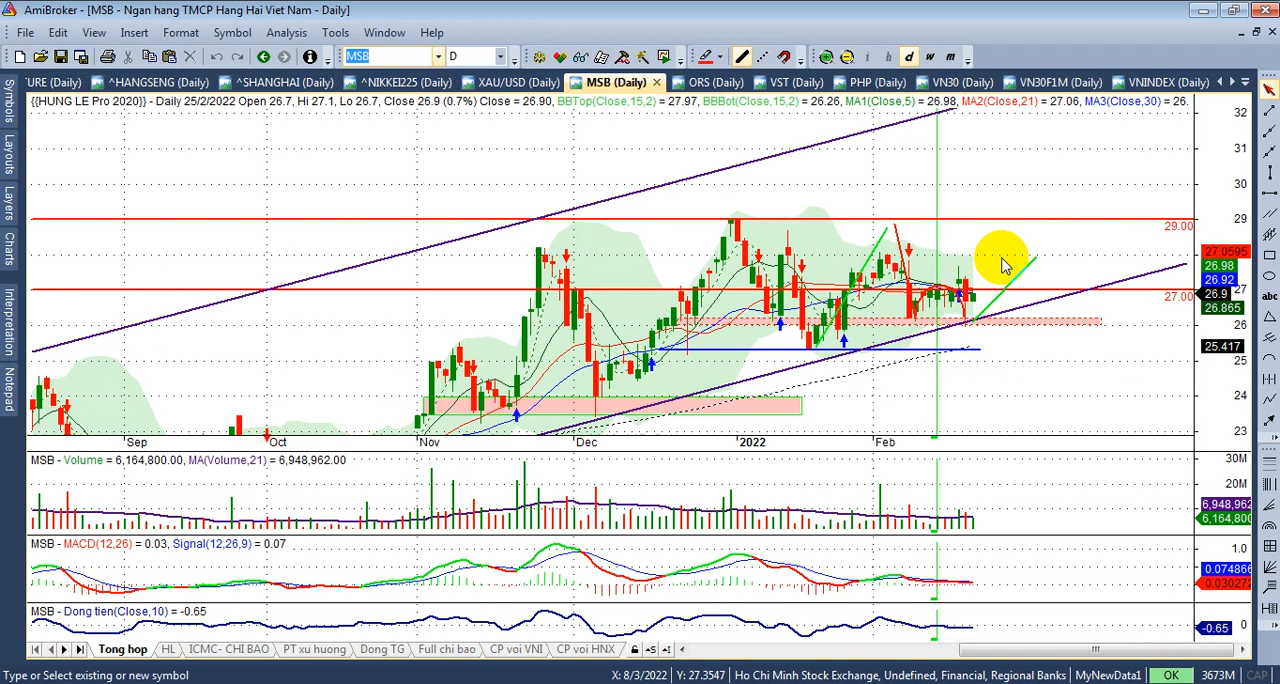 AmiBroker - [MSB - Ngan hang TMCP Hang Hai Viet Nam - Daily]
File Edit View Insert Format Symbol Analysis Tools Window Help
MSB D i h d w m
'URE (Daily) ^HANGSENG (Daily) ^SHANGHAI (Daily) ^NIKKEI225 (Daily) XAU/USD (Daily) MSB (Daily) ORS (Daily) VST (Daily) PHP (Daily) VN30 (Daily) VN30F1M (Daily) VNINDEX (Daily)
{{HUNG LE Pro 2020}} - Daily 25/2/2022 Open 26.7, Hi 27.1, Lo 26.7, Close 26.9 (0.7%) Close = 26.90, BBTop(Close,15,2) = 27.97, BBBot(Close,15,2) = 26.26, MA1(Close,5) = 26.98, MA2(Close,21) = 27.06, MA3(Close,30) = 26.
Symbols
Layouts
Layers
Charts
Interpretation
Notepad
32
31
30
29
29.00
28
27.0595
26.98
26.92
27
27.00
26.9
26.865
26
25.417
25
24
23
Sep Oct Nov Dec 2022 Feb
abc
MSB - Volume = 6,164,800.00, MA(Volume,21) = 6,948,962.00
30M
20M
6,948,962
6,164,800
MSB - MACD(12,26) = 0.03, Signal(12,26,9) = 0.07
1.0
0.074866
0.030272
MSB - Dong tien(Close,10) = -0.65
0
-0.65
Tong hop HL ICMC- CHI BAO PT xu huong Dong TG Full chi bao CP voi VNI CP voi HNX
Type or Select existing or new symbol X: 8/3/2022 Y: 27.3547 Ho Chi Minh Stock Exchange, Undefined, Financial, Regional Banks MyNewData1 OK 3673M CAP